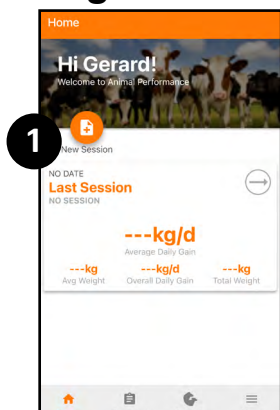 Home
Hi Gerard!
Welcome to Animal Performance
1
New Session
NO DATE
Last Session
NO SESSION
---kg/d
Average Daily Gain
---kg ---kg/d ---kg
Avg Weight Overall Daily Gain Total Weight